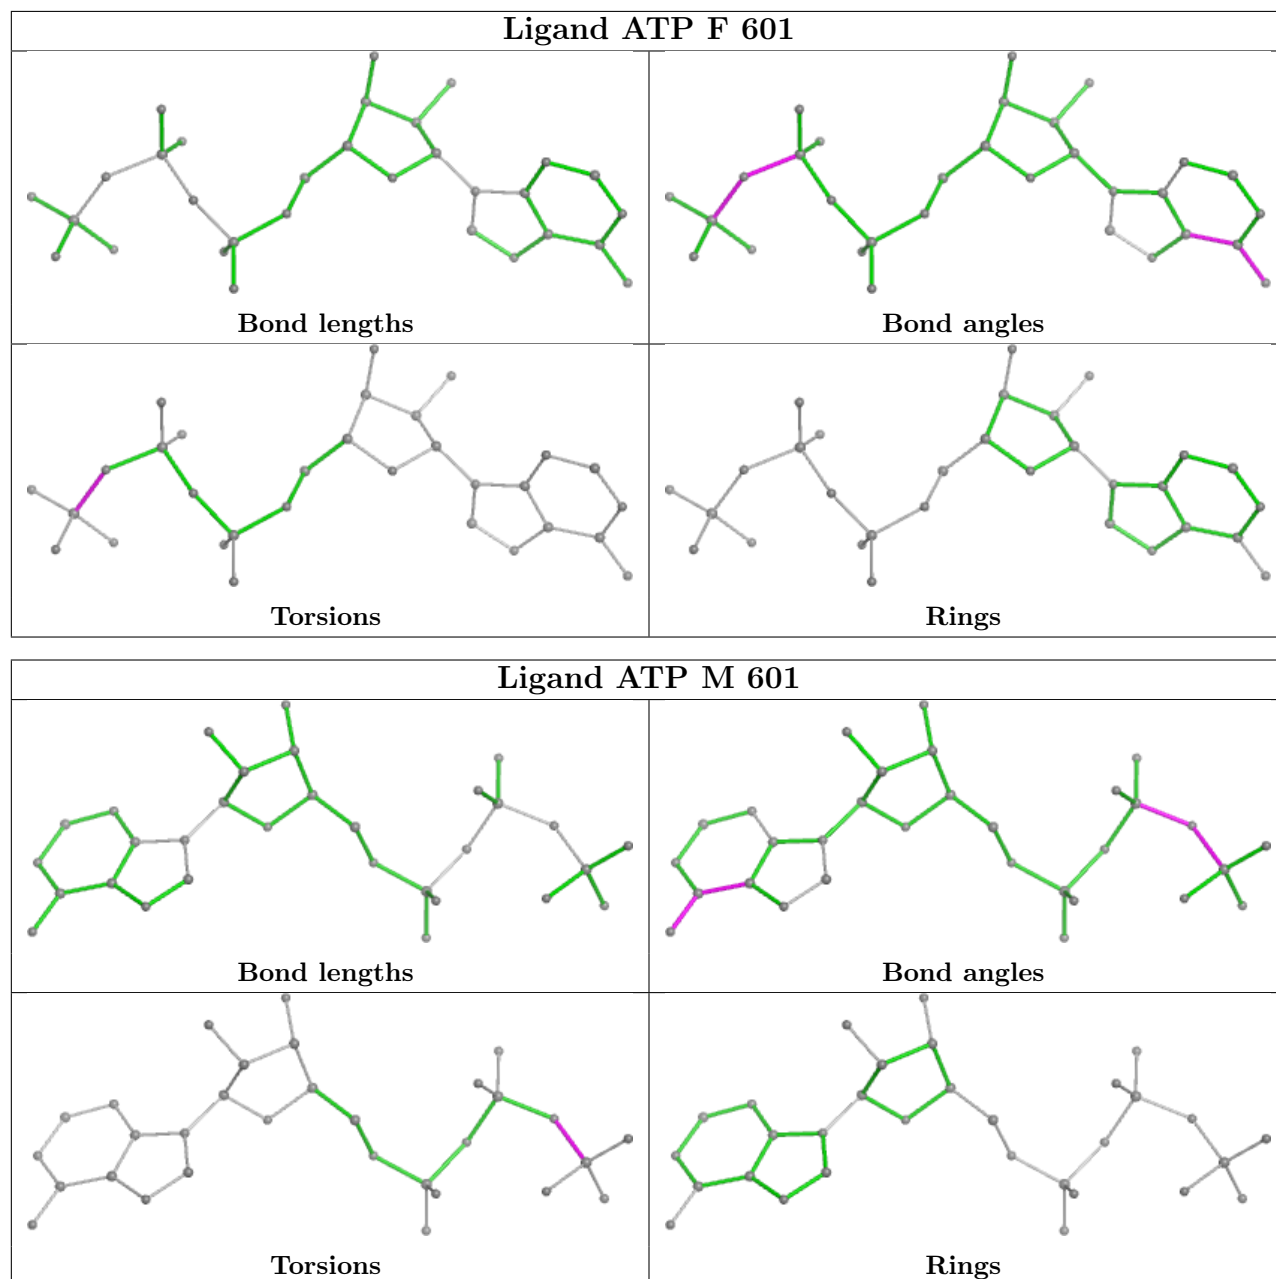 Ligand ATP F 601
Bond lengths
Bond angles
Torsions
Rings
Ligand ATP M 601
Bond lengths
Bond angles
Torsions
Rings